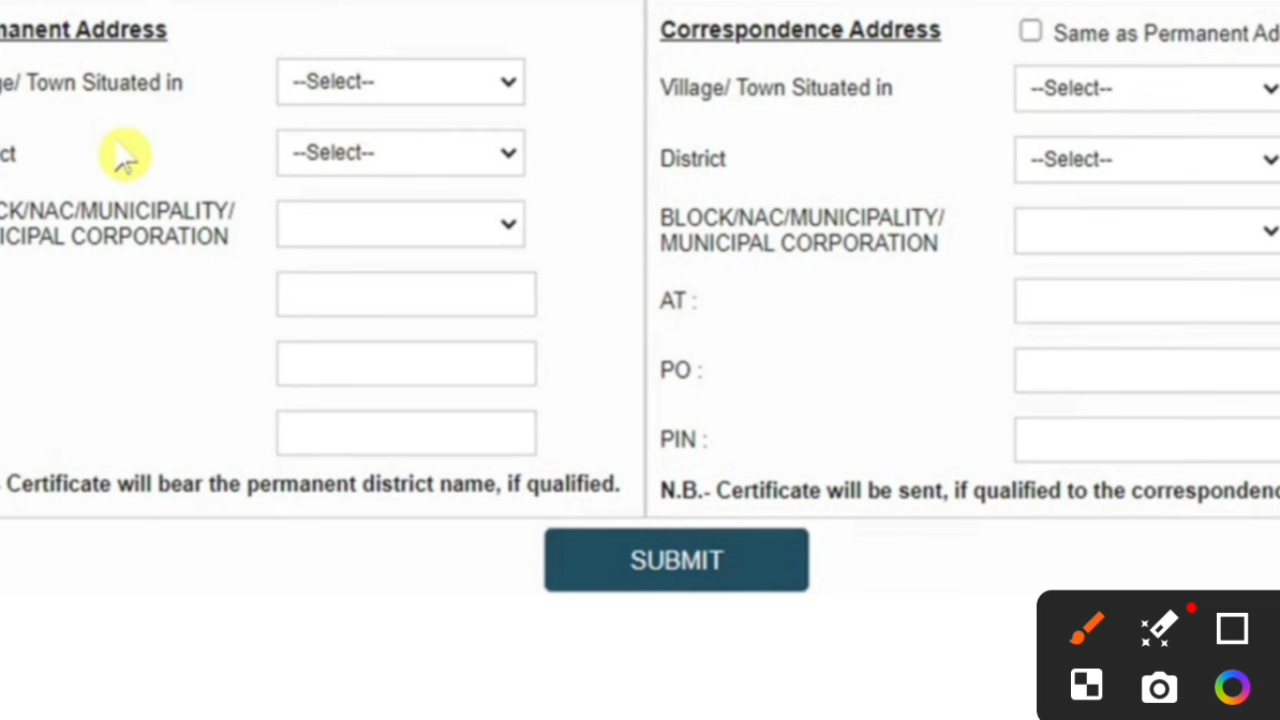 manent Address
ge/ Town Situated in
--Select--
ct
--Select--
CK/NAC/MUNICIPALITY/
ICIPAL CORPORATION
Certificate will bear the permanent district name, if qualified.
Correspondence Address
Same as Permanent Ad
Village/ Town Situated in
--Select--
District
--Select--
BLOCK/NAC/MUNICIPALITY/
MUNICIPAL CORPORATION
AT :
PO :
PIN :
N.B.- Certificate will be sent, if qualified to the correspondenc
SUBMIT